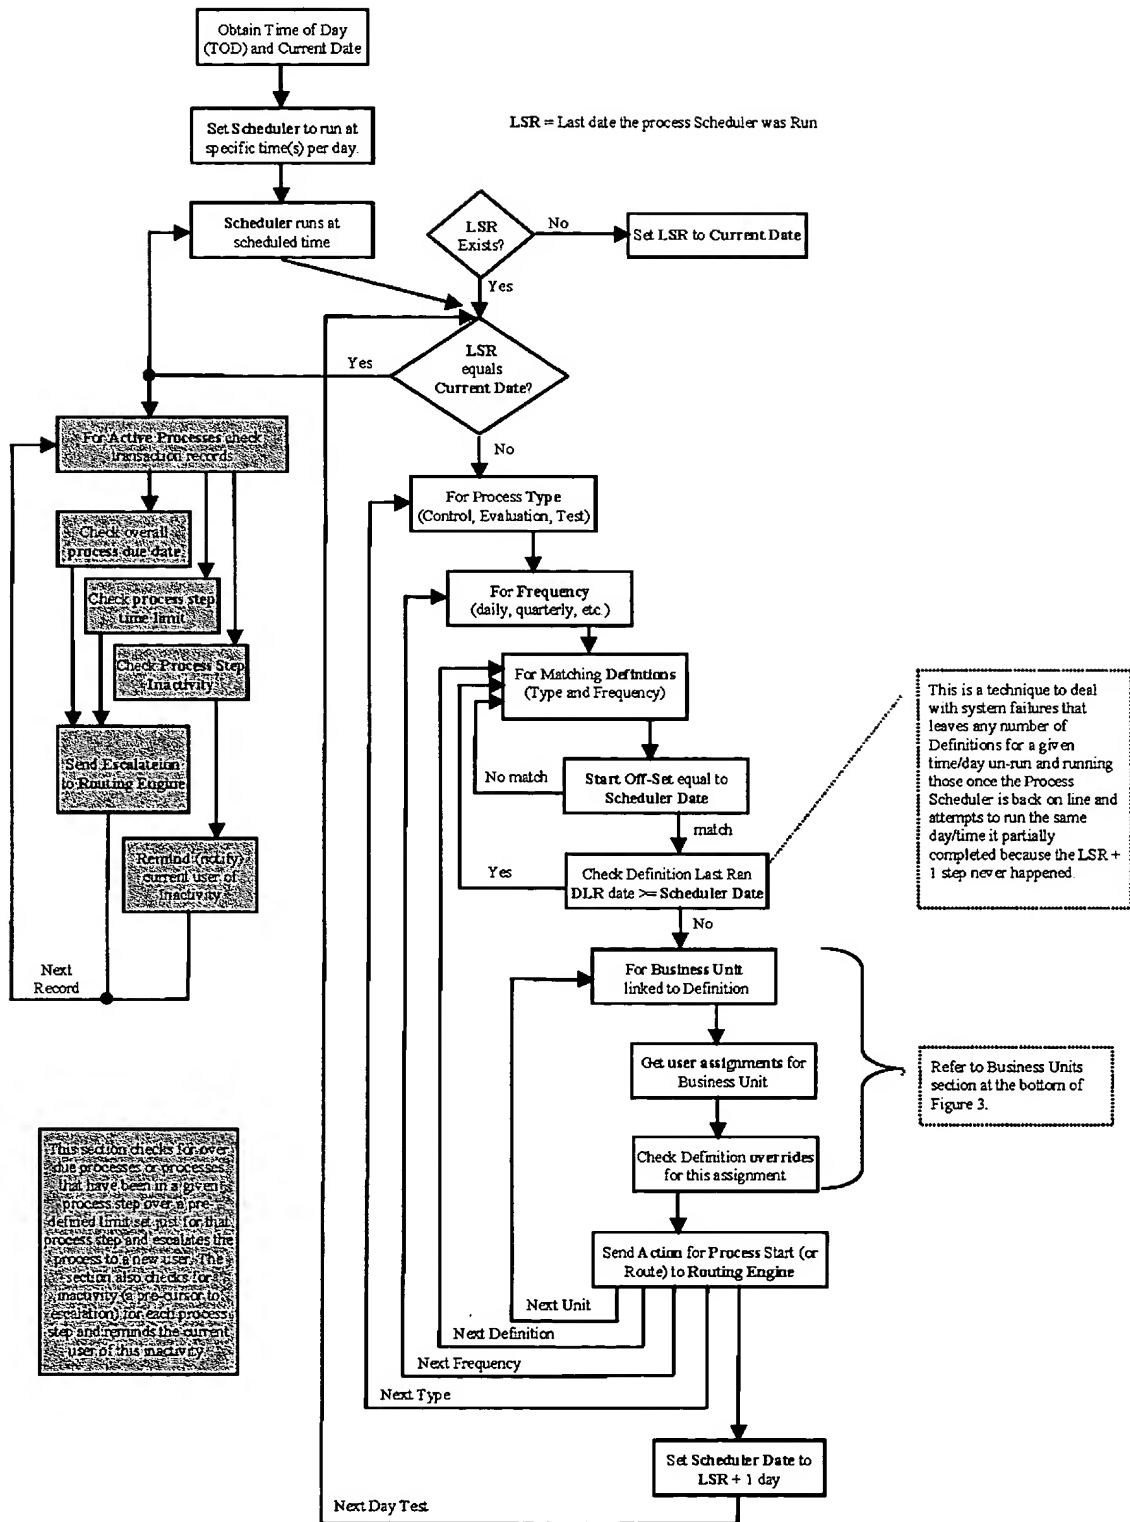 Obtain Time of Day
(TOD) and Current Date
Set Scheduler to run at
specific time(s) per day.
LSR = Last date the process Scheduler was Run
Scheduler runs at
scheduled time
LSR
Exists?
No
Set LSR to Current Date
Yes
LSR
equals
Current Date?
Yes
No
For Active Processes check
transaction records
Check overall
process due date
Check process step
time limit
Check Process Step
Inactivity
Send Escalateion
to Routing Engine
Remind (notify)
current user of
Inactivity
Next
Record
For Process Type
(Control, Evaluation, Test)
For Frequency
(daily, quarterly, etc.)
For Matching Definitions
(Type and Frequency)
No match
Start Off-Set equal to
Scheduler Date
match
Yes
Check Definition Last Ran
DLR date >= Scheduler Date
No
This is a technique to deal
with system failures that
leaves any number of
Definitions for a given
time/day un-run and running
those once the Process
Scheduler is back on line and
attempts to run the same
day/time it partially
completed because the LSR +
1 step never happened.
For Business Unit
linked to Definition
Get user assignments for
Business Unit
Check Definition overrides
for this assignment
Refer to Business Units
section at the bottom of
Figure 3.
Send Action for Process Start (or
Route) to Routing Engine
Next Unit
Next Definition
Next Frequency
Next Type
Set Scheduler Date to
LSR + 1 day
Next Day Test
This section checks for over
due processes or processes
that have been in a given
process step over a pre-
defined limit set just for that
process step and escalates the
process to a new user. The
section also checks for
inactivity (a pre-cursor to
escalation) for each process
step and reminds the current
user of this inactivity.